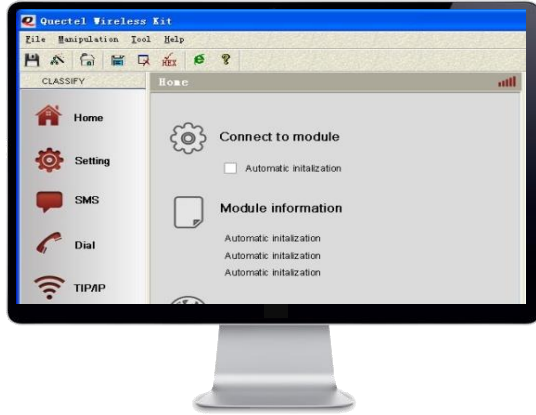 Quectel Wireless Kit
File Manipulation Tool Help
HEX
CLASSIFY
Home
Home
Connect to module
Automatic initalization
Setting
Module information
SMS
Automatic initalization
Dial
Automatic initalization
Automatic initalization
TIP/IP